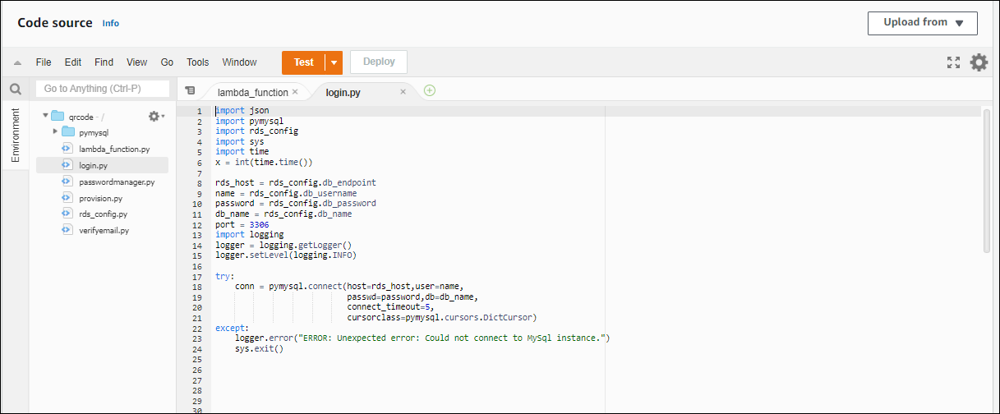 Code source Info
Upload from
File Edit Find View Go Tools Window Test Deploy
Go to Anything (Ctrl-P)
lambda_function
login.py
Environment
qrcode - /
pymysql
lambda_function.py
login.py
passwordmanager.py
provision.py
rds_config.py
verifyemail.py
1 import json
2 import pymysql
3 import rds_config
4 import sys
5 import time
6 x = int(time.time())
7
8 rds_host = rds_config.db_endpoint
9 name = rds_config.db_username
10 password = rds_config.db_password
11 db_name = rds_config.db_name
12 port = 3306
13 import logging
14 logger = logging.getLogger()
15 logger.setLevel(logging.INFO)
16
17 try:
18 conn = pymysql.connect(host=rds_host,user=name,
19 passwd=password,db=db_name,
20 connect_timeout=5,
21 cursorclass=pymysql.cursors.DictCursor)
22 except:
23 logger.error("ERROR: Unexpected error: Could not connect to MySql instance.")
24 sys.exit()
25
26
27
28
29
30